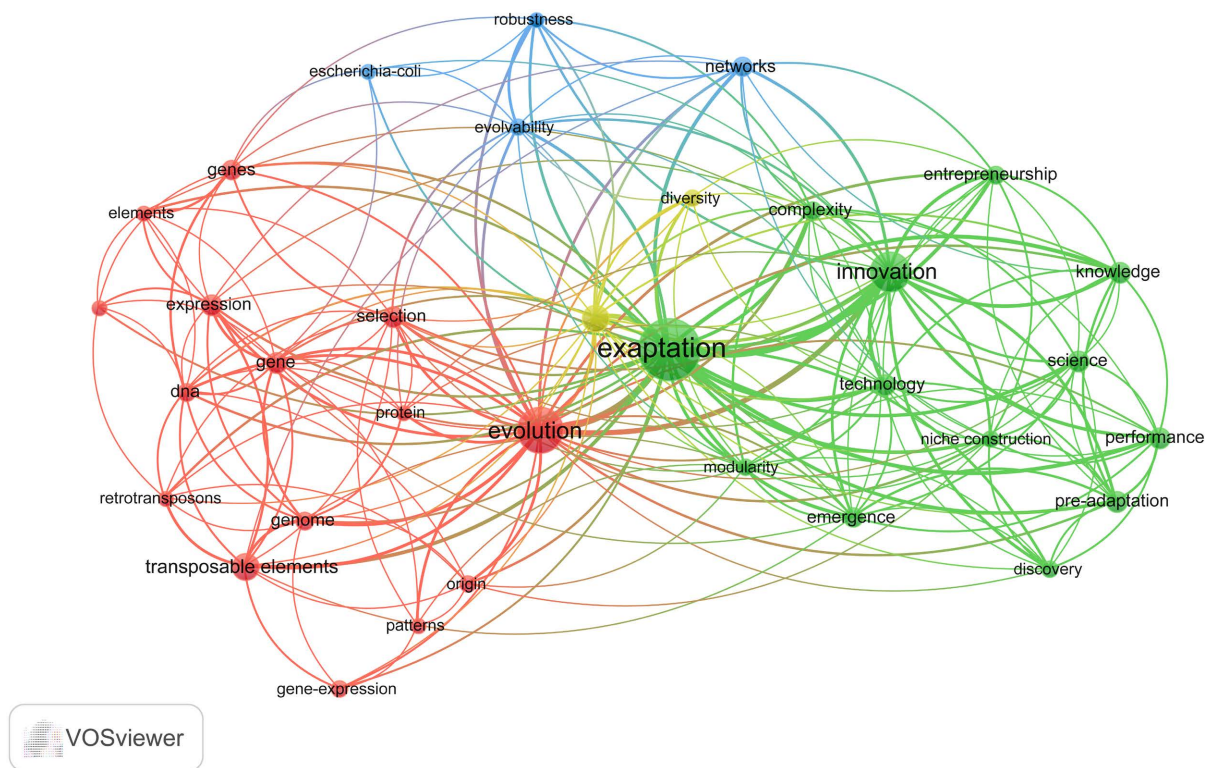 robustness
networks
escherichia-coli
evolvability
genes
entrepreneurship
diversity
elements
complexity
innovation
knowledge
expression
selection
exaptation
gene
science
technology
dna
protein
evolution
niche construction
performance
modularity
retrotransposons
pre-adaptation
genome
emergence
transposable elements
discovery
origin
patterns
gene-expression
VOSviewer